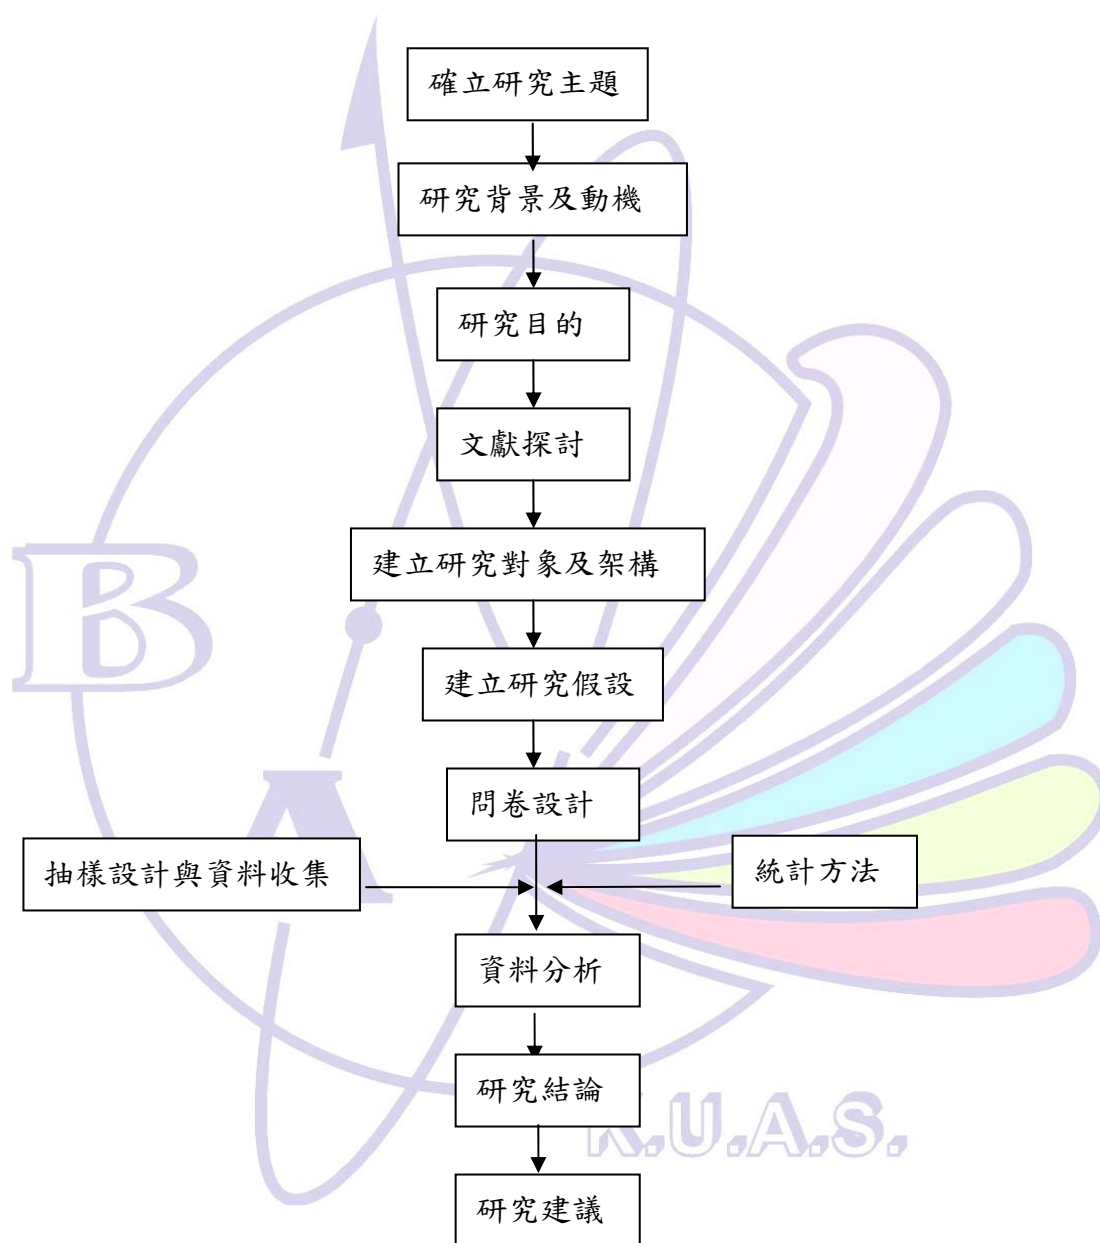 確立研究主題
研究背景及動機
研究目的
文獻探討
建立研究對象及架構
B
建立研究假設
問卷設計
A
抽樣設計與資料收集
統計方法
資料分析
研究結論
K.U.A.S.
研究建議